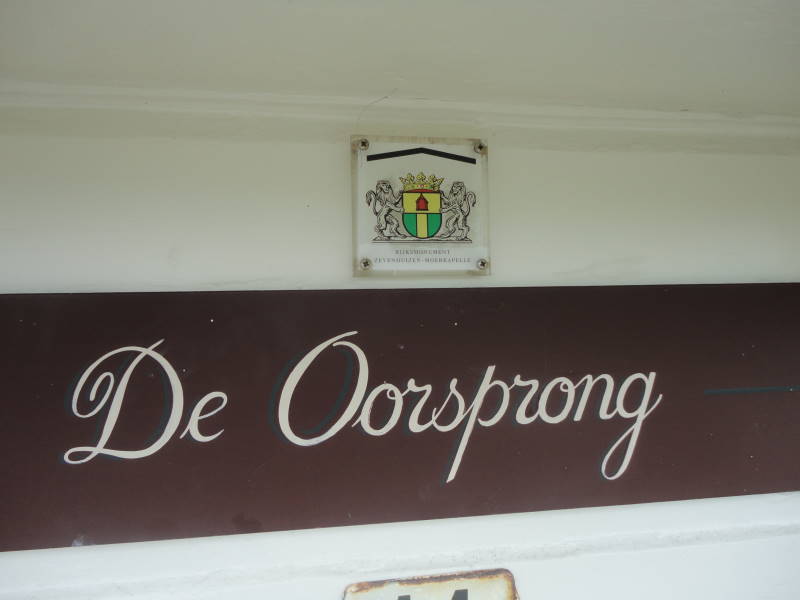 RIJKSMONUMENT
ZEVENHUIZEN-MOERKAPELLE
De Oorsprong